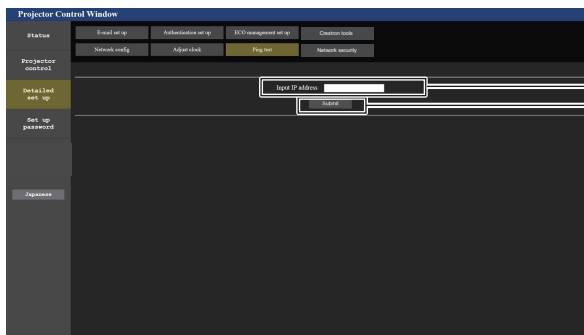 Projector Control Window
Status
E-mail set up
Authentication set up
ECO management set up
Crestron tools
Network config
Adjust clock
Ping test
Network security
Projector
control
Detailed
set up
Set up
password
Japanese
Input IP address
Submit